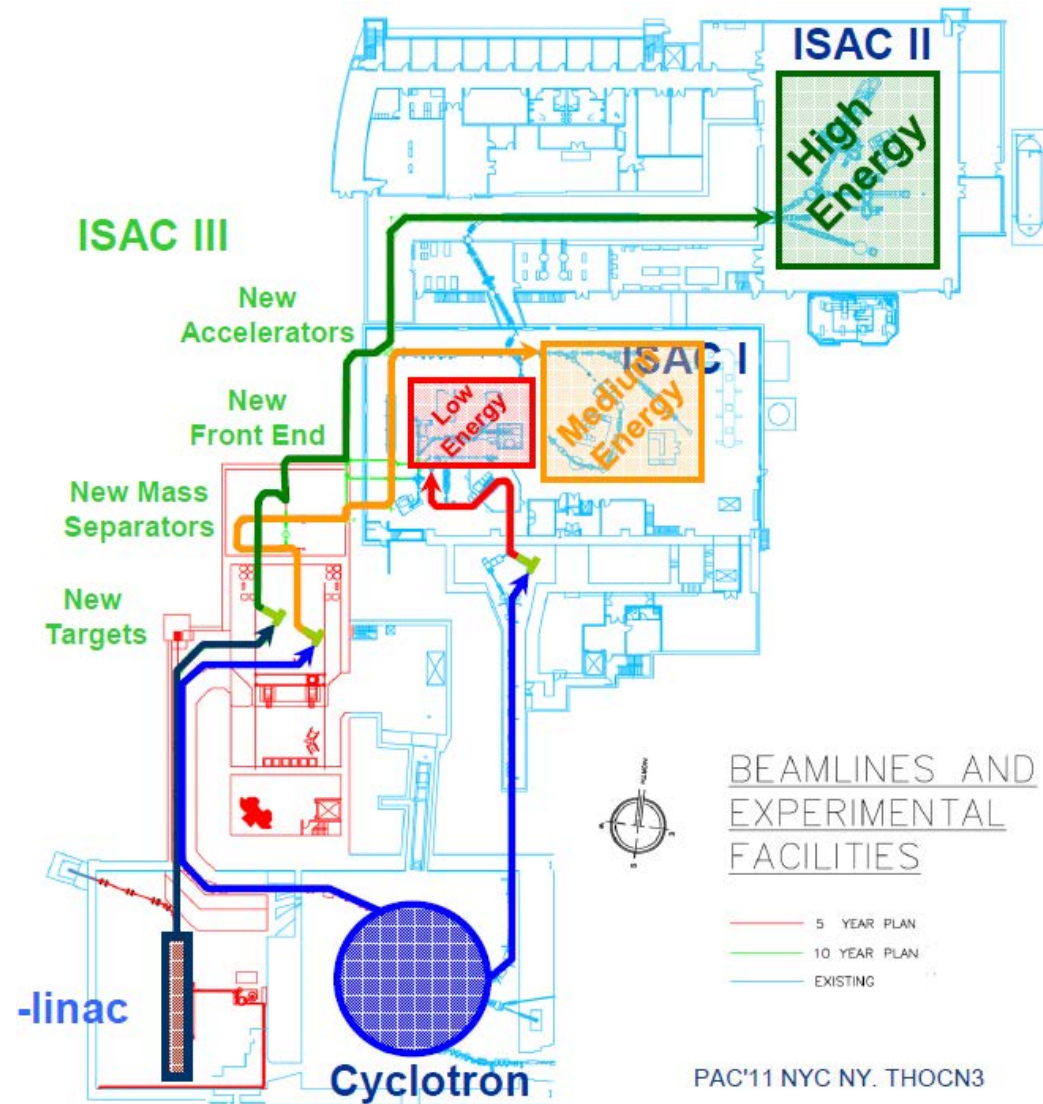 ISAC II
High
Energy
ISAC III
New
Accelerators
ISAC I
Low
Energy
Medium
Energy
New
Front End
New Mass
Separators
New
Targets
BEAMLINES AND
EXPERIMENTAL
FACILITIES
5 YEAR PLAN
10 YEAR PLAN
EXISTING
-linac
Cyclotron
PAC'11 NYC NY. THOCN3